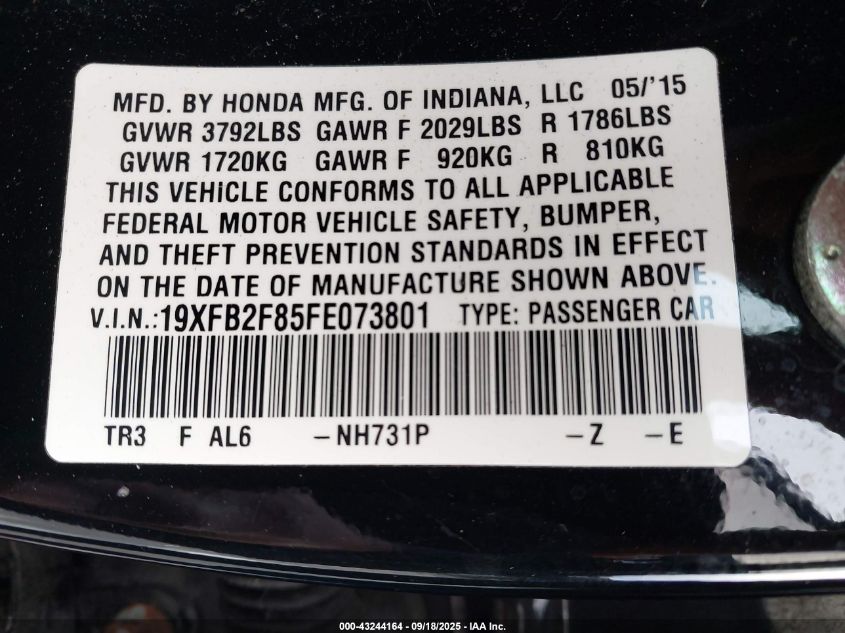 MFD. BY HONDA MFG. OF INDIANA, LLC 05/'15
GVWR 3792LBS GAWR F 2029LBS R 1786LBS
GVWR 1720KG GAWR F 920KG R 810KG
THIS VEHICLE CONFORMS TO ALL APPLICABLE
FEDERAL MOTOR VEHICLE SAFETY, BUMPER,
AND THEFT PREVENTION STANDARDS IN EFFECT
ON THE DATE OF MANUFACTURE SHOWN ABOVE.
V.I.N.:19XFB2F85FE073801 TYPE: PASSENGER CAR
TR3 F AL6 -NH731P -Z -E
000-43244164 - 09/18/2025 - IAA Inc.